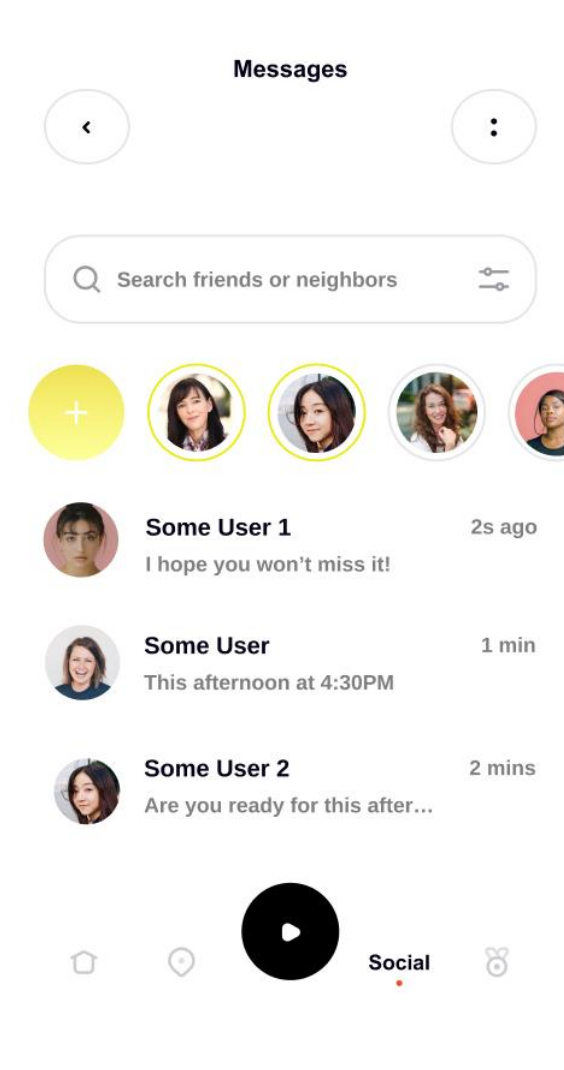 Messages
Search friends or neighbors
Some User 1
2s ago
I hope you won’t miss it!
Some User
1 min
This afternoon at 4:30PM
Some User 2
2 mins
Are you ready for this after…
Social